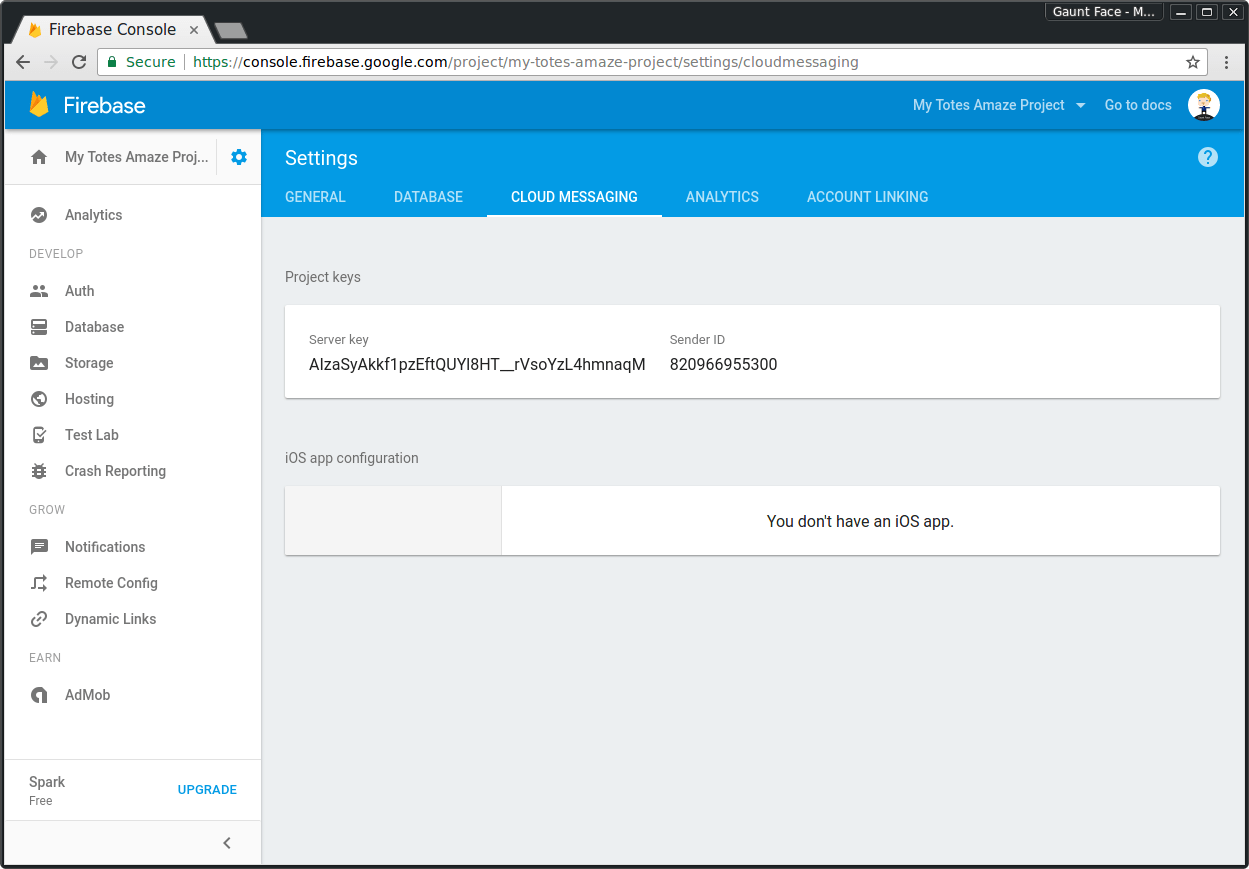 Gaunt Face - M...
Firebase Console
Secure https://console.firebase.google.com/project/my-totes-amaze-project/settings/cloudmessaging
Firebase
My Totes Amaze Project
Go to docs
My Totes Amaze Proj...
Analytics
DEVELOP
Auth
Database
Storage
Hosting
Test Lab
Crash Reporting
GROW
Notifications
Remote Config
Dynamic Links
EARN
AdMob
Spark
Free
UPGRADE
Settings
GENERAL DATABASE CLOUD MESSAGING ANALYTICS ACCOUNT LINKING
Project keys
Server key
AIzaSyAkkf1pzEftQUYI8HT__rVsoYzL4hmnaqM
Sender ID
820966955300
iOS app configuration
You don't have an iOS app.